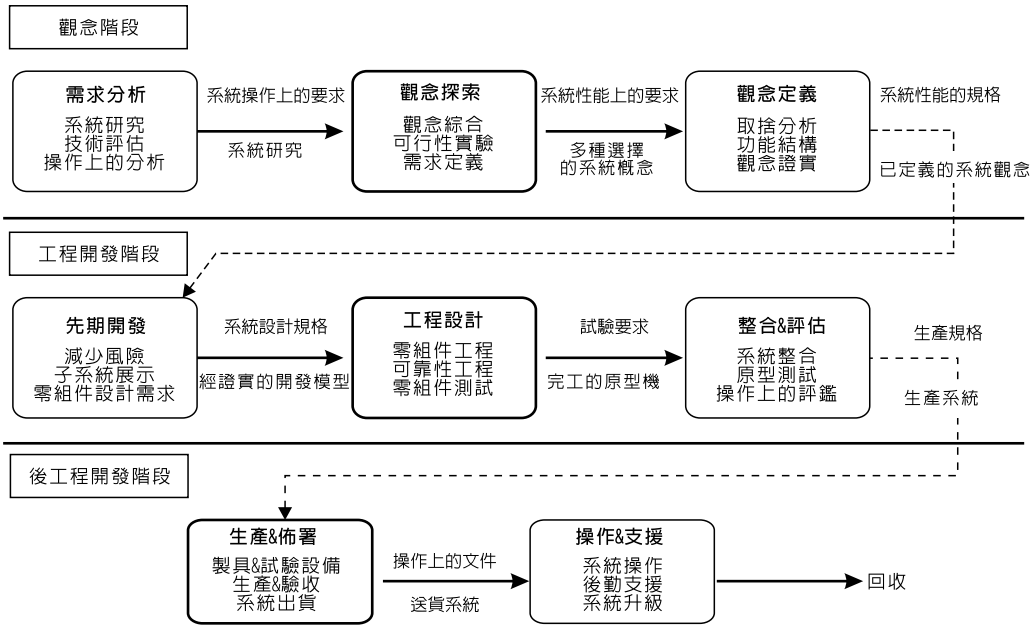 觀念階段
需求分析
系統研究
技術評估
操作上的分析
系統操作上的要求
系統研究
觀念探索
觀念綜合
可行性實驗
需求定義
系統性能上的要求
多種選擇
的系統概念
觀念定義
取捨分析
功能結構
觀念證實
系統性能的規格
已定義的系統觀念
工程開發階段
先期開發
減少風險
子系統展示
零組件設計需求
系統設計規格
經證實的開發模型
工程設計
零組件工程
可靠性工程
零組件測試
試驗要求
完工的原型機
整合&評估
系統整合
原型測試
操作上的評鑑
生產規格
生產系統
後工程開發階段
生產&佈署
製具&試驗設備
生產&驗收
系統出貨
操作上的文件
送貨系統
操作&支援
系統操作
後勤支援
系統升級
回收